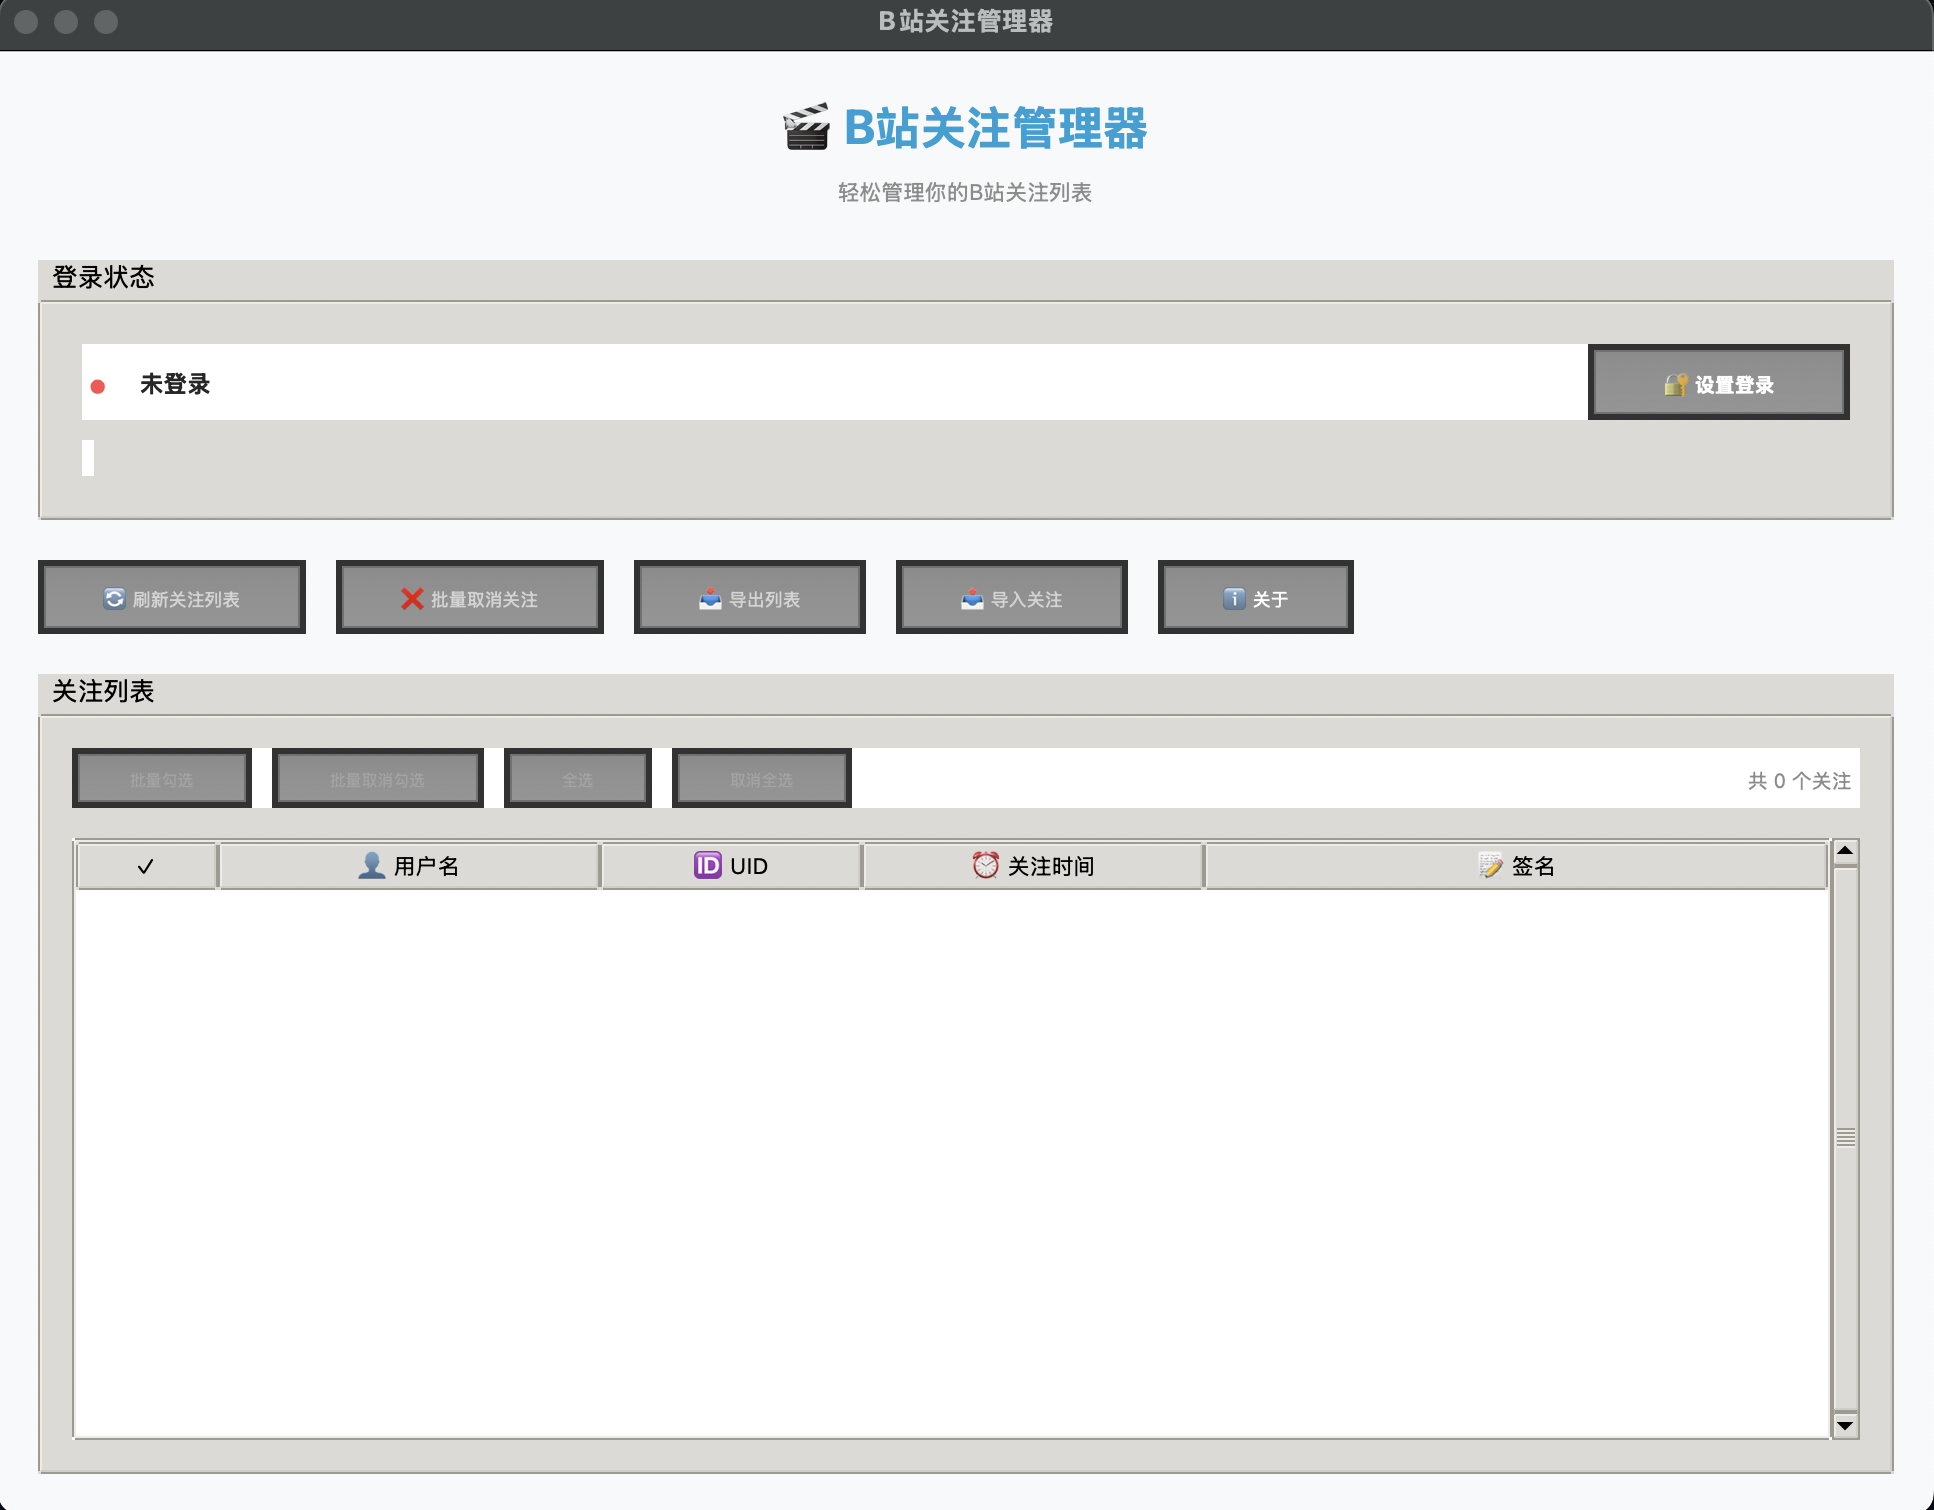 B站关注管理器
🎬 B站关注管理器
轻松管理你的B站关注列表
登录状态
未登录
🔐 设置登录
🔄 刷新关注列表
❌ 批量取消关注
📤 导出列表
📥 导入关注
ℹ️ 关于
关注列表
批量勾选
批量取消勾选
全选
取消全选
共 0 个关注
✓
👤 用户名
🆔 UID
⏰ 关注时间
📝 签名